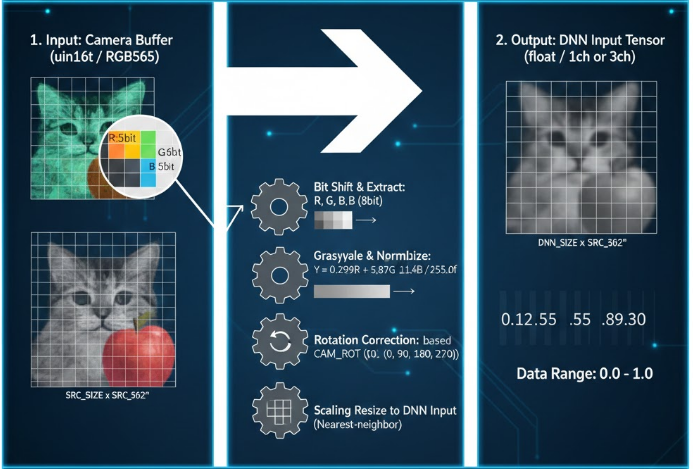 1. Input: Camera Buffer
(uin16t / RGB565)
R:5bit
G6bt
B 5bit
SRC_SIZE x SRC_562"
Bit Shift & Extract:
R, G, B,B (8bit)
Grasyyale & Normbize:
Y = 0.299R + 5,87G 11.4B / 255.0f
Rotation Correction: based
CAM_ROT (t0. (0, 90, 180, 270))
Scaling Resize to DNN Input
(Nearest-neighbor)
2. Output: DNN Input Tensor
(float / 1ch or 3ch)
DNN_SIZE x SRC_362"
0.12.55 .55 .89.30
Data Range: 0.0 - 1.0